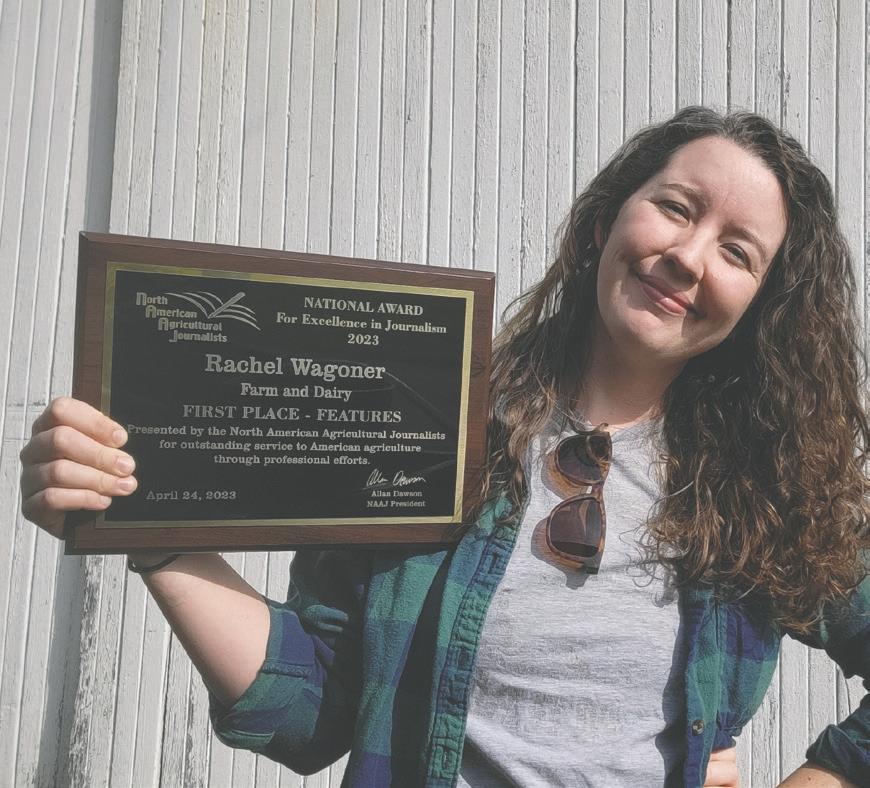 North
American
Agricultural
Journalists
NATIONAL AWARD
For Excellence in Journalism
2023
Rachel Wagoner
Farm and Dairy
FIRST PLACE - FEATURES
Presented by the North American Agricultural Journalists
for outstanding service to American agriculture
through professional efforts.
Allan Dawson
April 24, 2023
Allan Dawson
NAAJ President